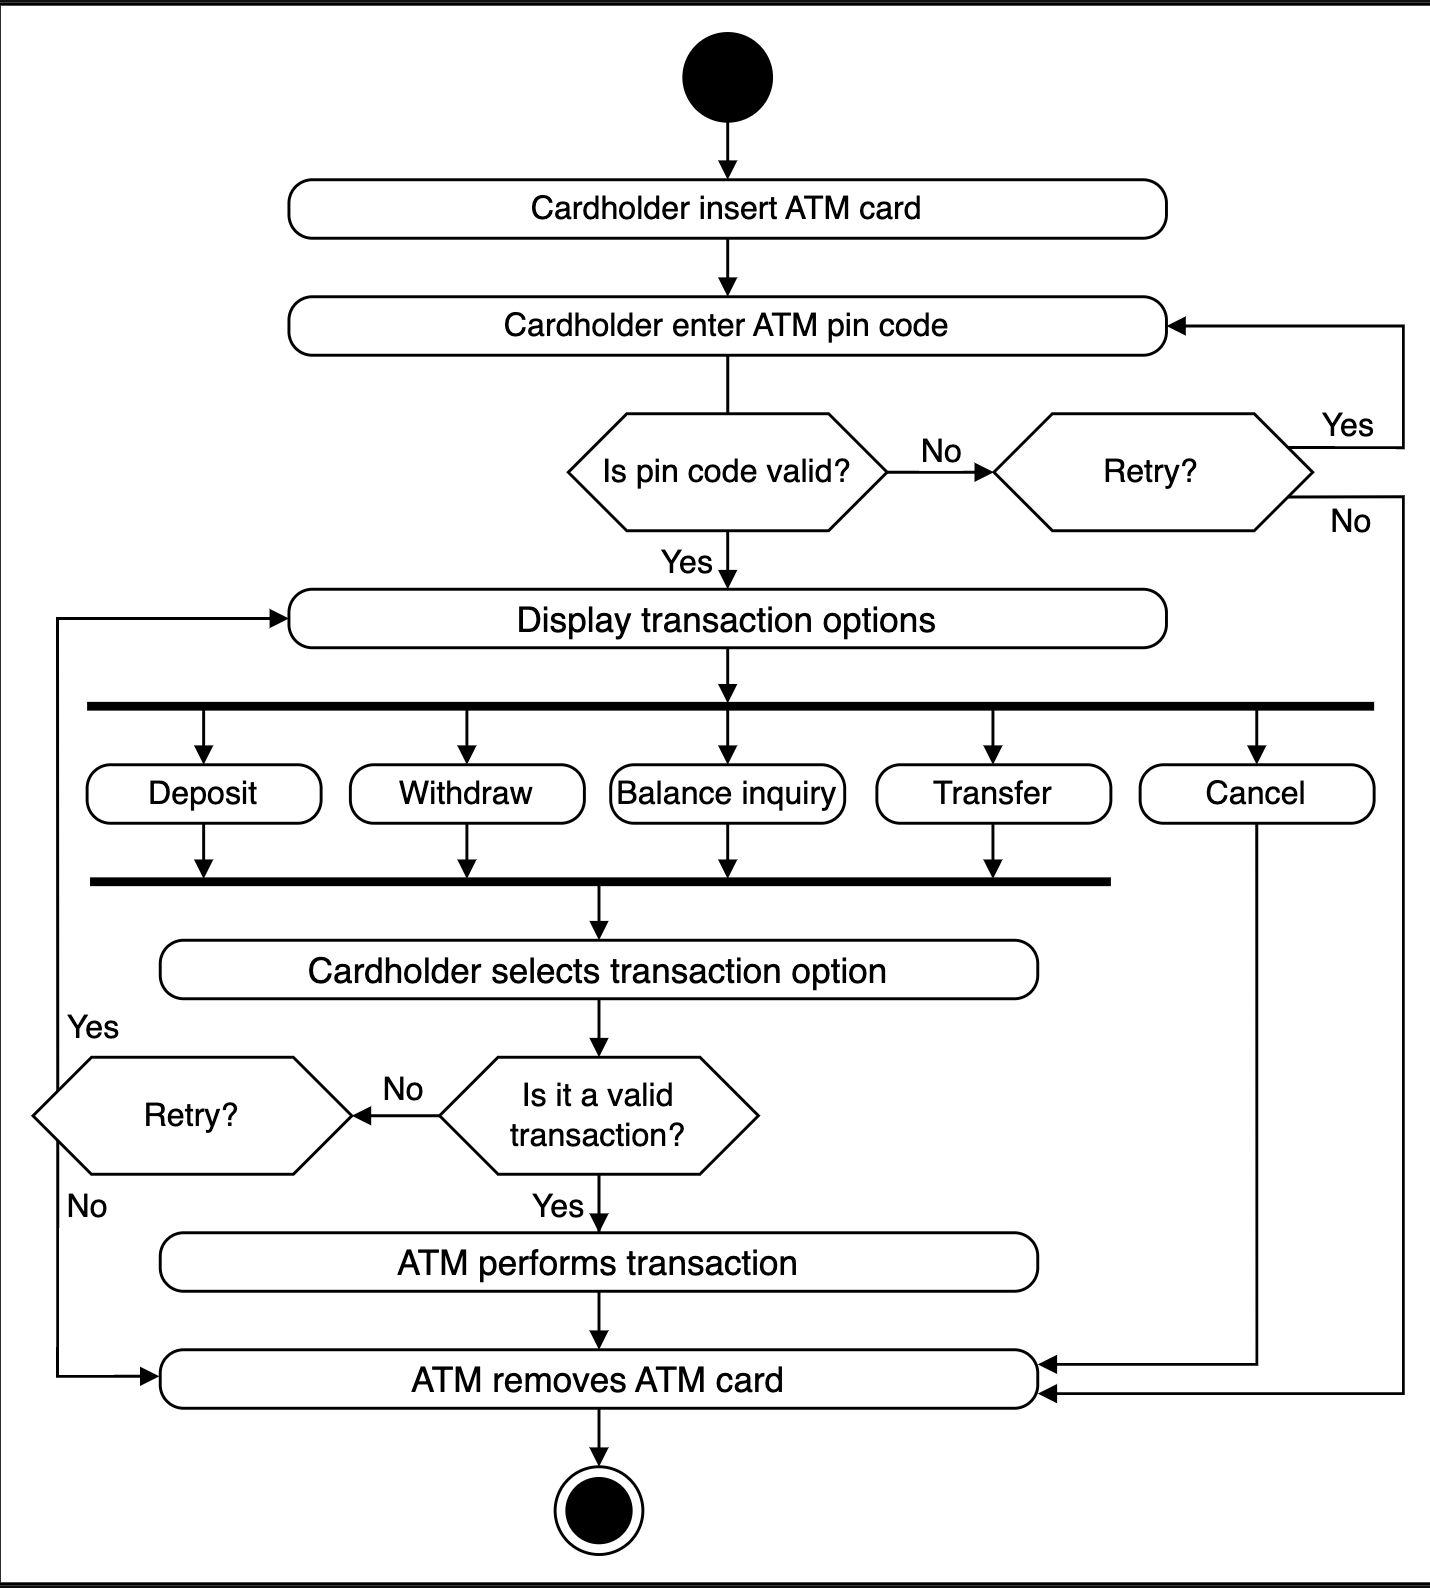 Cardholder insert ATM card
Cardholder enter ATM pin code
Yes
Is pin code valid?
No
Retry?
No
Yes
Display transaction options
Deposit
Withdraw
Balance inquiry
Transfer
Cancel
Cardholder selects transaction option
Yes
Retry?
No
Is it a valid
transaction?
No
Yes
ATM performs transaction
ATM removes ATM card